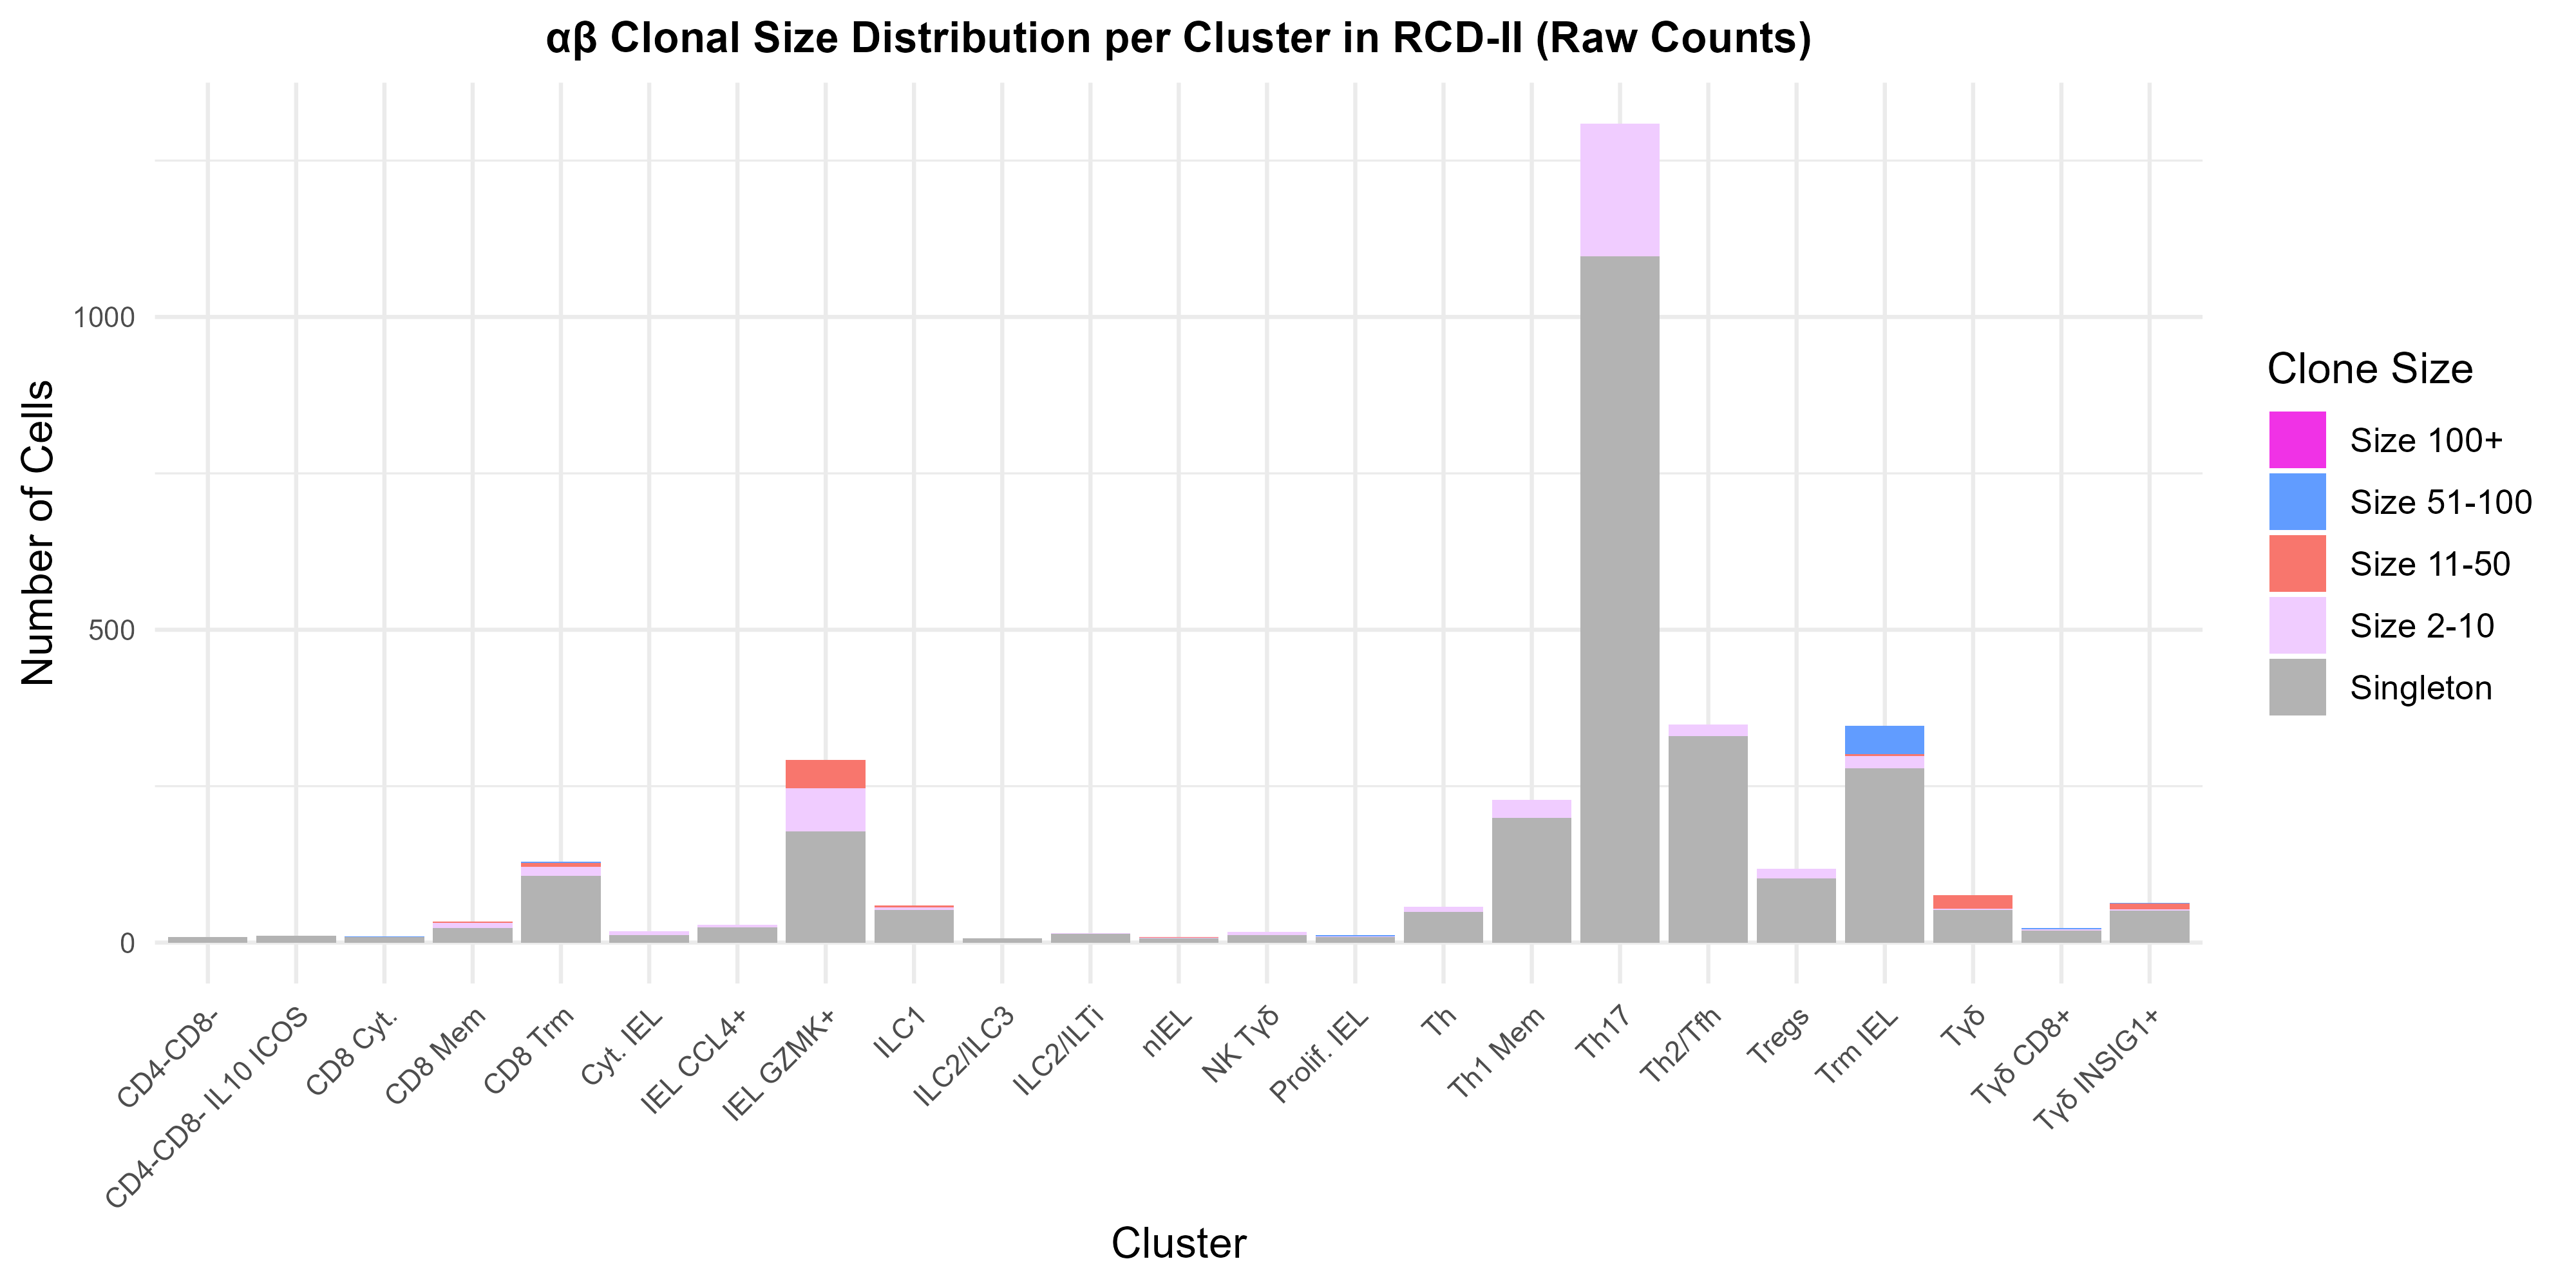 αβ Clonal Size Distribution per Cluster in RCD-II (Raw Counts)
Number of Cells
1000
500
0
CD4-CD8-
CD4-CD8- IL10 ICOS
CD8 Cyt.
CD8 Mem
CD8 Trm
Cyt. IEL
IEL CCL4+
IEL GZMK+
ILC1
ILC2/ILC3
ILC2/ILTi
nIEL
NK Tγδ
Prolif. IEL
Th
Th1 Mem
Th17
Th2/Tfh
Tregs
Trm IEL
Tγδ
Tγδ CD8+
Tγδ INSIG1+
Cluster
Clone Size
Size 100+
Size 51-100
Size 11-50
Size 2-10
Singleton